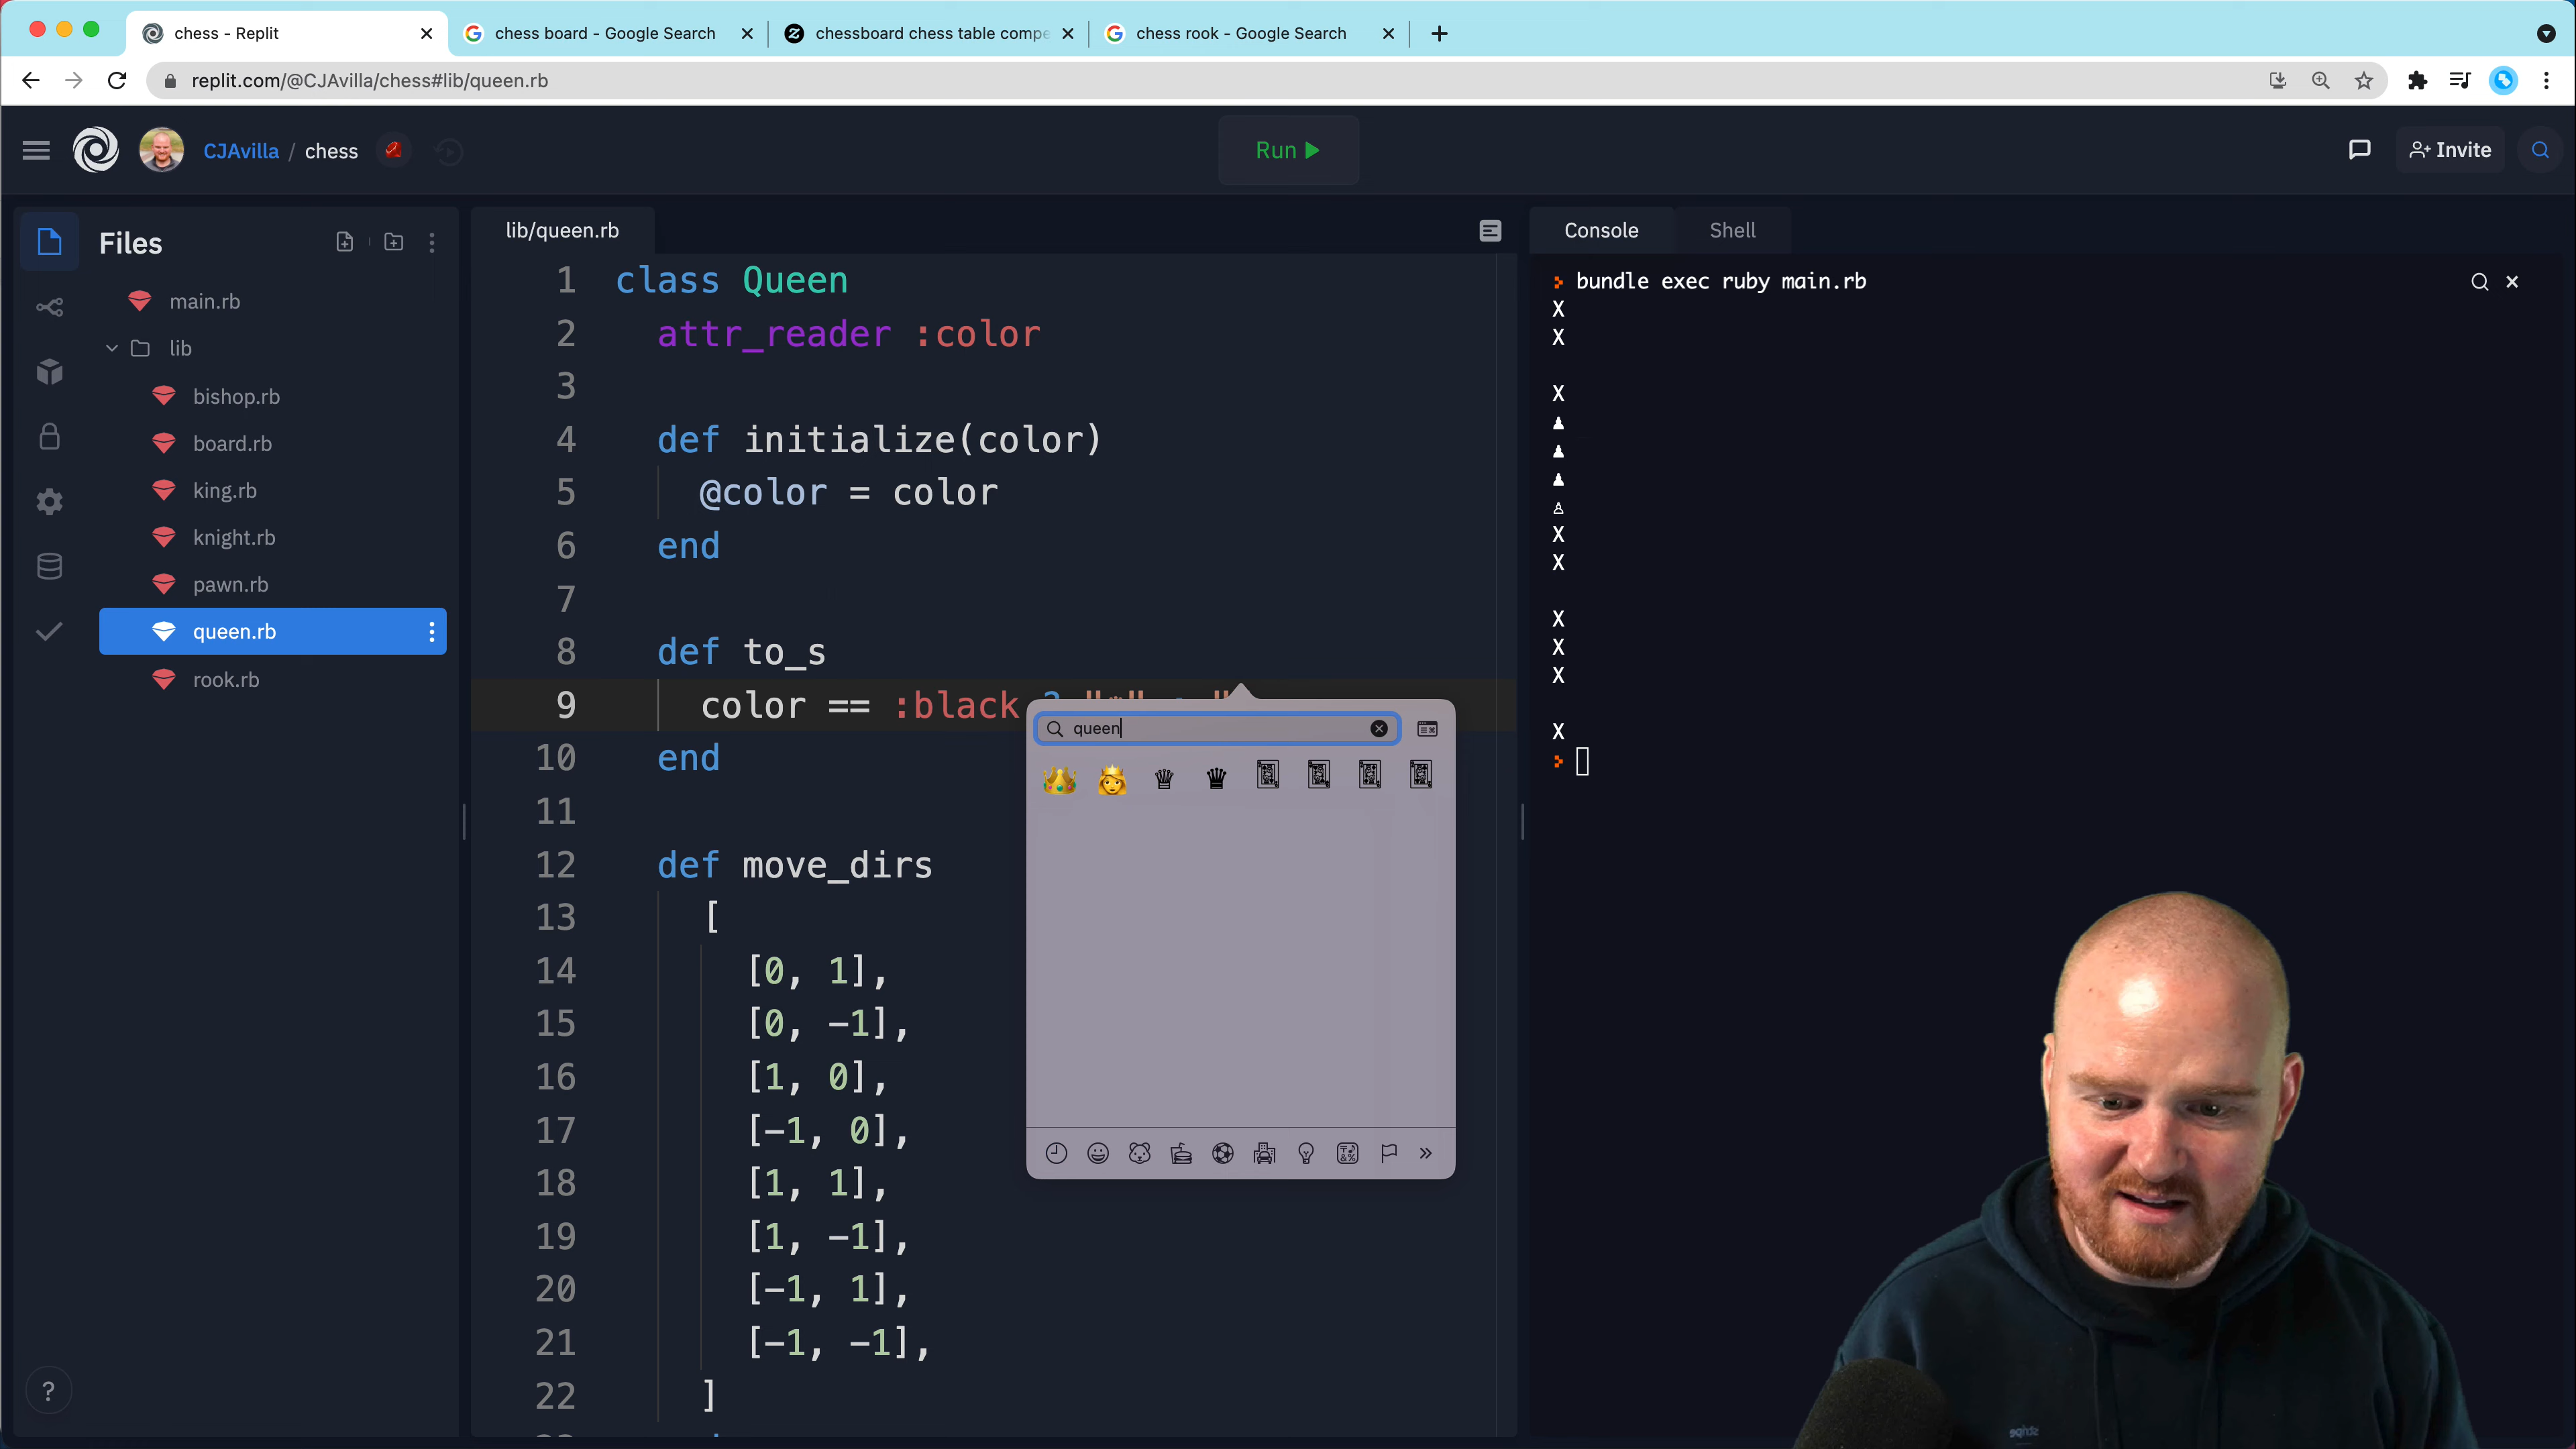 chess - Replit
chess board - Google Search
chessboard chess table compe
chess rook - Google Search
replit.com/@CJAvilla/chess#lib/queen.rb
CJAvilla / chess
Run
Invite
Files
main.rb
lib
bishop.rb
board.rb
king.rb
knight.rb
pawn.rb
queen.rb
rook.rb
?
lib/queen.rb
1 class Queen
2 attr_reader :color
3
4 def initialize(color)
5 @color = color
6 end
7
8 def to_s
9 color == :black
10 end
11
12 def move_dirs
13 [
14 [0, 1],
15 [0, -1],
16 [1, 0],
17 [-1, 0],
18 [1, 1],
19 [1, -1],
20 [-1, 1],
21 [-1, -1],
22 ]
queen
Console
Shell
bundle exec ruby main.rb
X
X
X
♟
♟
♟
♙
X
X
X
X
X
X
stripe